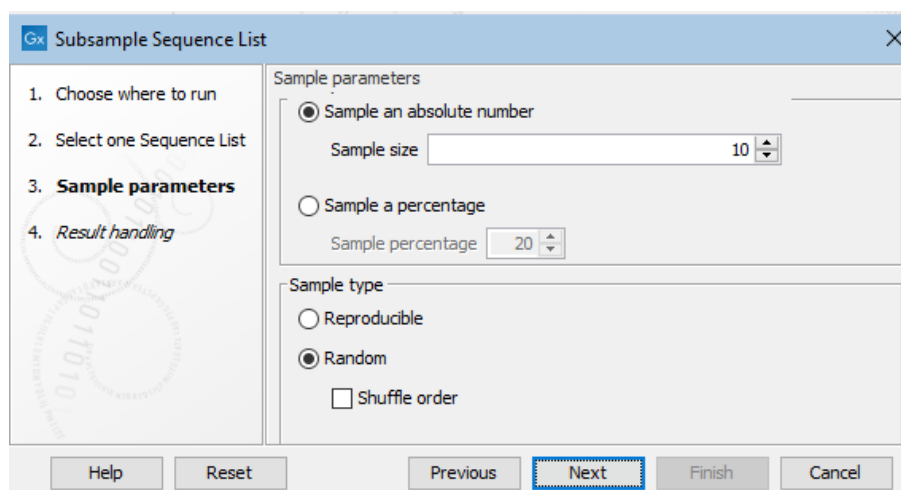 Gx Subsample Sequence List
1. Choose where to run
2. Select one Sequence List
3. Sample parameters
4. Result handling
Sample parameters
Sample an absolute number
Sample size 10
Sample a percentage
Sample percentage 20
Sample type
Reproducible
Random
Shuffle order
Help Reset Previous Next Finish Cancel